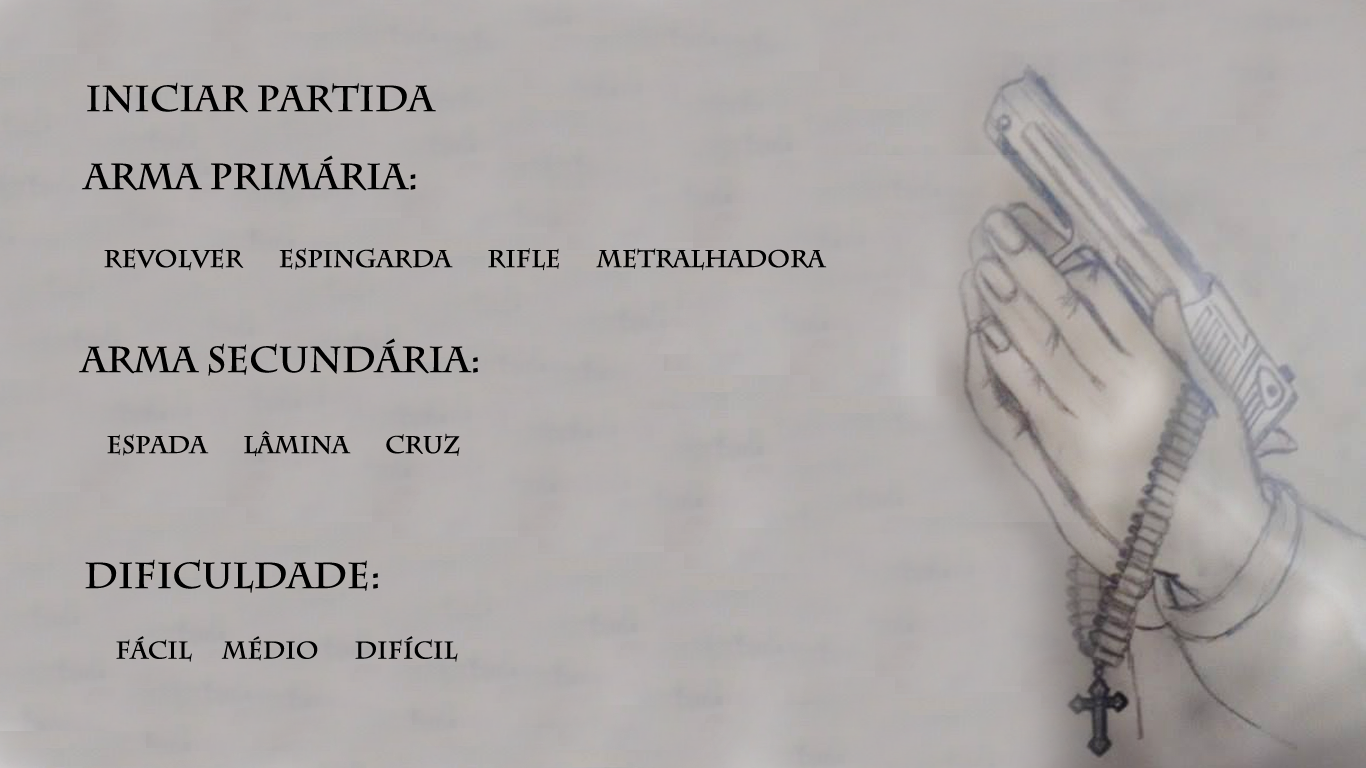 INICIAR PARTIDA
ARMA PRIMÁRIA:
REVOLVER ESPINGARDA RIFLE METRALHADORA
ARMA SECUNDÁRIA:
ESPADA LÂMINA CRUZ
DIFICULDADE:
FÁCIL MÉDIO DIFÍCIL